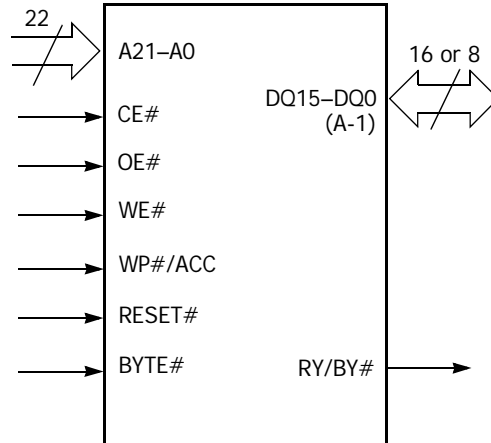 22
A21–A0
16 or 8
DQ15–DQ0
(A-1)
CE#
OE#
WE#
WP#/ACC
RESET#
BYTE#
RY/BY#